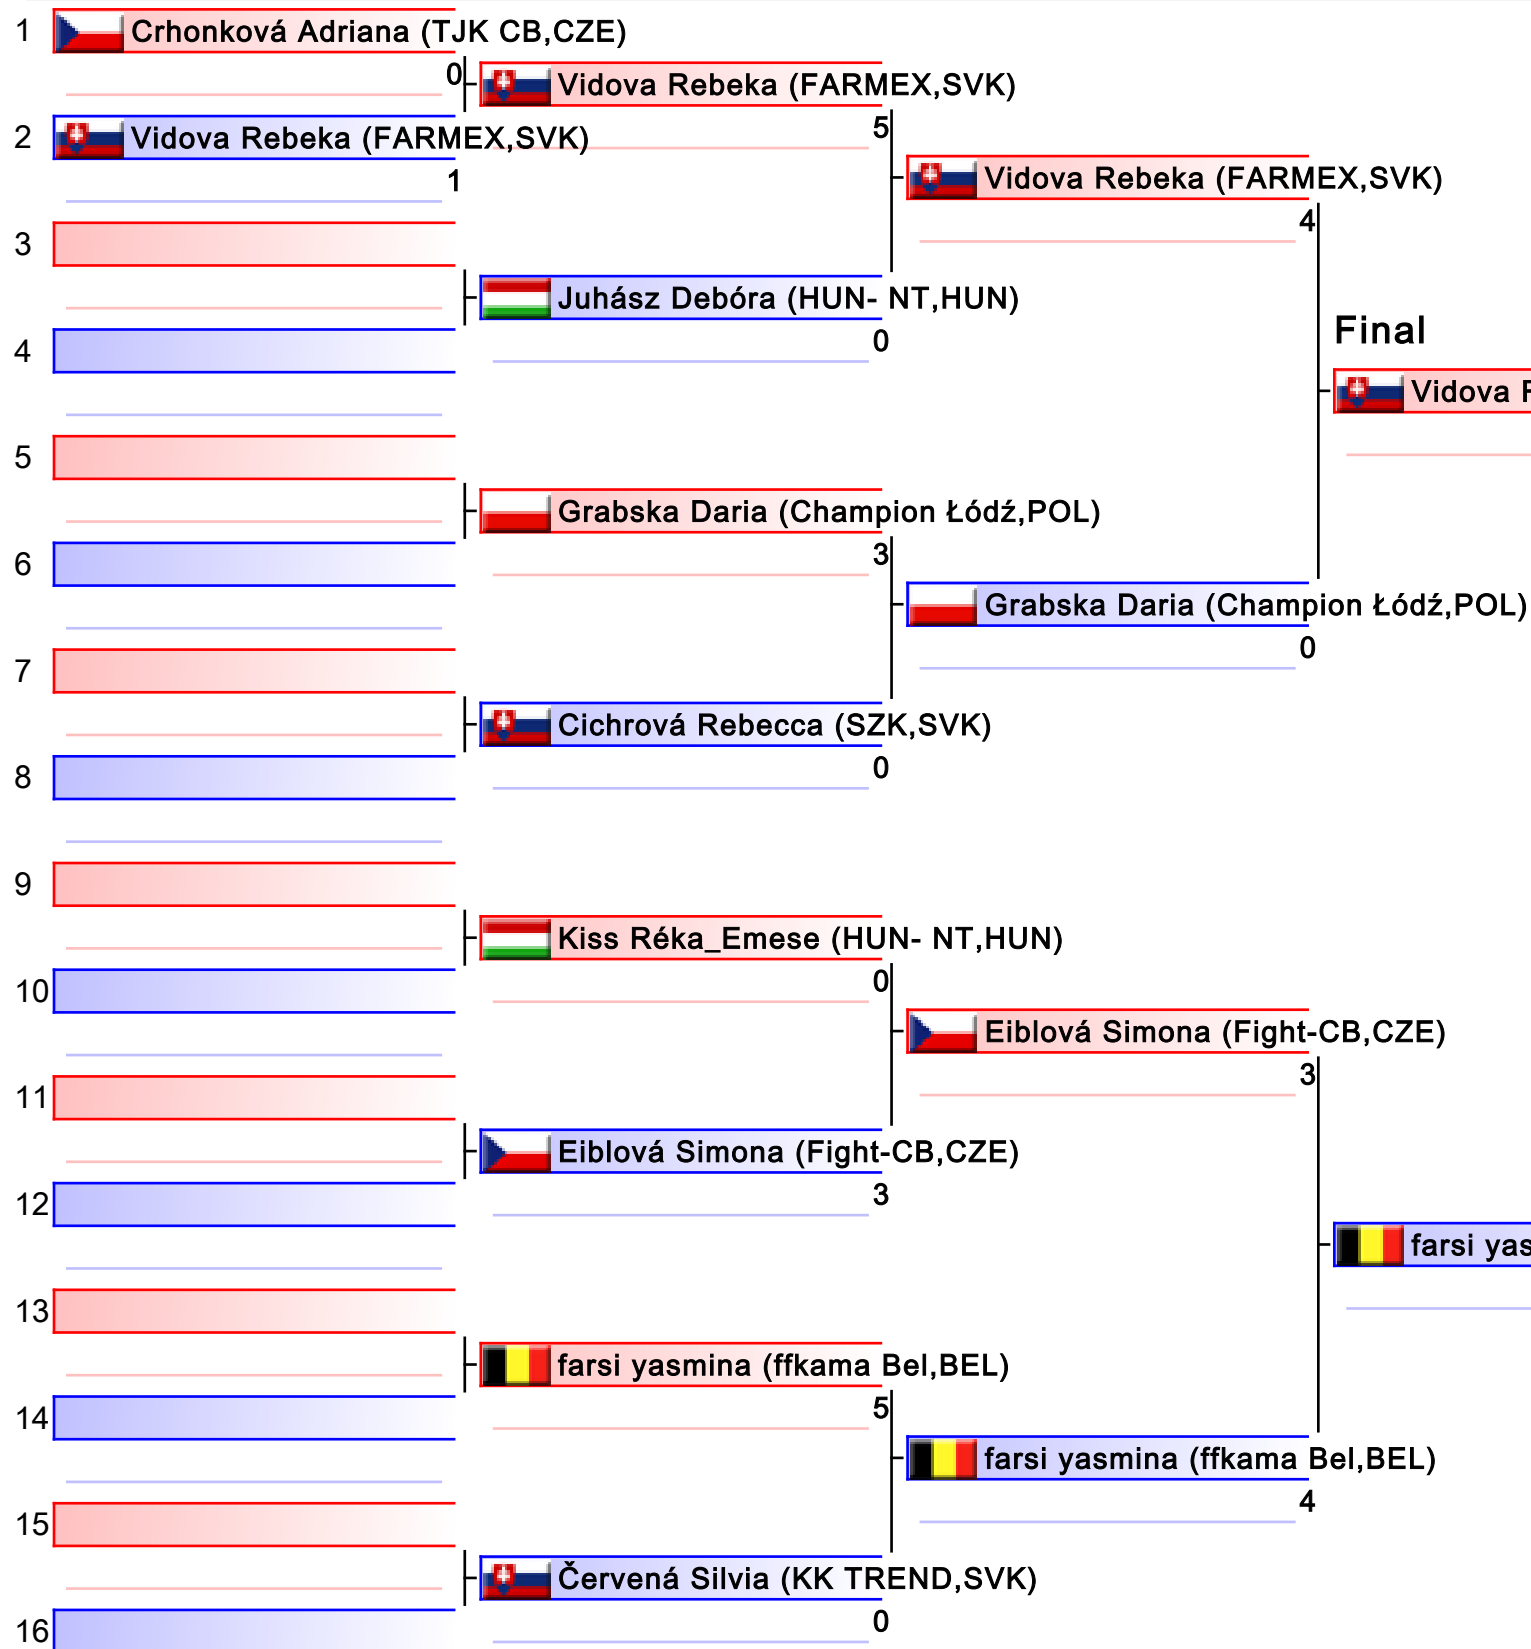 1 Crhonková Adriana (TJK CB,CZE)
0
Vidova Rebeka (FARMEX,SVK)
5
2 Vidova Rebeka (FARMEX,SVK)
1
Vidova Rebeka (FARMEX,SVK)
4
3
Juhász Debóra (HUN- NT,HUN)
0
4
Final
Vidova
5
Grabska Daria (Champion Łódź,POL)
3
6
Grabska Daria (Champion Łódź,POL)
0
7
Cichrová Rebecca (SZK,SVK)
0
8
9
Kiss Réka_Emese (HUN- NT,HUN)
0
10
Eiblová Simona (Fight-CB,CZE)
3
11
Eiblová Simona (Fight-CB,CZE)
3
12
farsi yas
13
farsi yasmina (ffkama Bel,BEL)
5
14
farsi yasmina (ffkama Bel,BEL)
4
15
Červená Silvia (KK TREND,SVK)
0
16